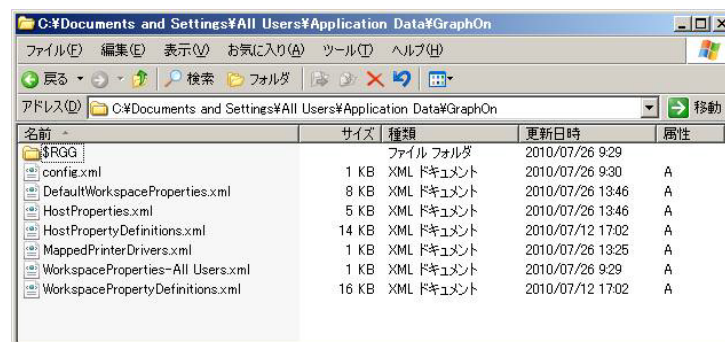 C:¥Documents and Settings¥All Users¥Application Data¥GraphOn
ファイル(F) 編集(E) 表示(V) お気に入り(A) ツール(T) ヘルプ(H)
戻る 検索 フォルダ
アドレス(D) C:¥Documents and Settings¥All Users¥Application Data¥GraphOn 移動
名前 サイズ 種類 更新日時 属性
$RGG ファイル フォルダ 2010/07/26 9:29
config.xml 1 KB XML ドキュメント 2010/07/26 9:30 A
DefaultWorkspaceProperties.xml 8 KB XML ドキュメント 2010/07/26 13:46 A
HostProperties.xml 5 KB XML ドキュメント 2010/07/26 13:46 A
HostPropertyDefinitions.xml 14 KB XML ドキュメント 2010/07/12 17:02 A
MappedPrinterDrivers.xml 1 KB XML ドキュメント 2010/07/26 13:25 A
WorkspaceProperties-All Users.xml 1 KB XML ドキュメント 2010/07/26 9:29 A
WorkspacePropertyDefinitions.xml 16 KB XML ドキュメント 2010/07/12 17:02 A